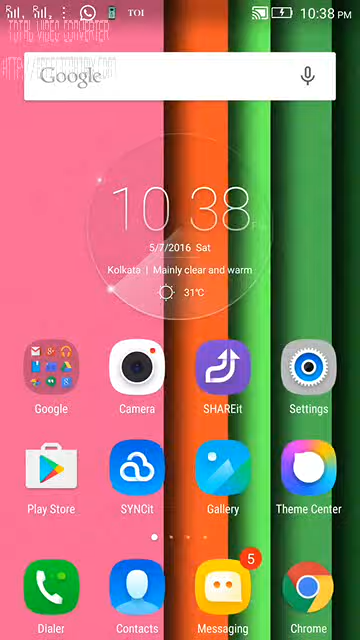 TOI 10:38 PM
TOTAL VIDEO CONVERTER
Google
10 38
5/7/2016 Sat
Kolkata | Mainly clear and warm
31℃
Google Camera SHAREit Settings
Play Store SYNCit Gallery Theme Center
5
Dialer Contacts Messaging Chrome